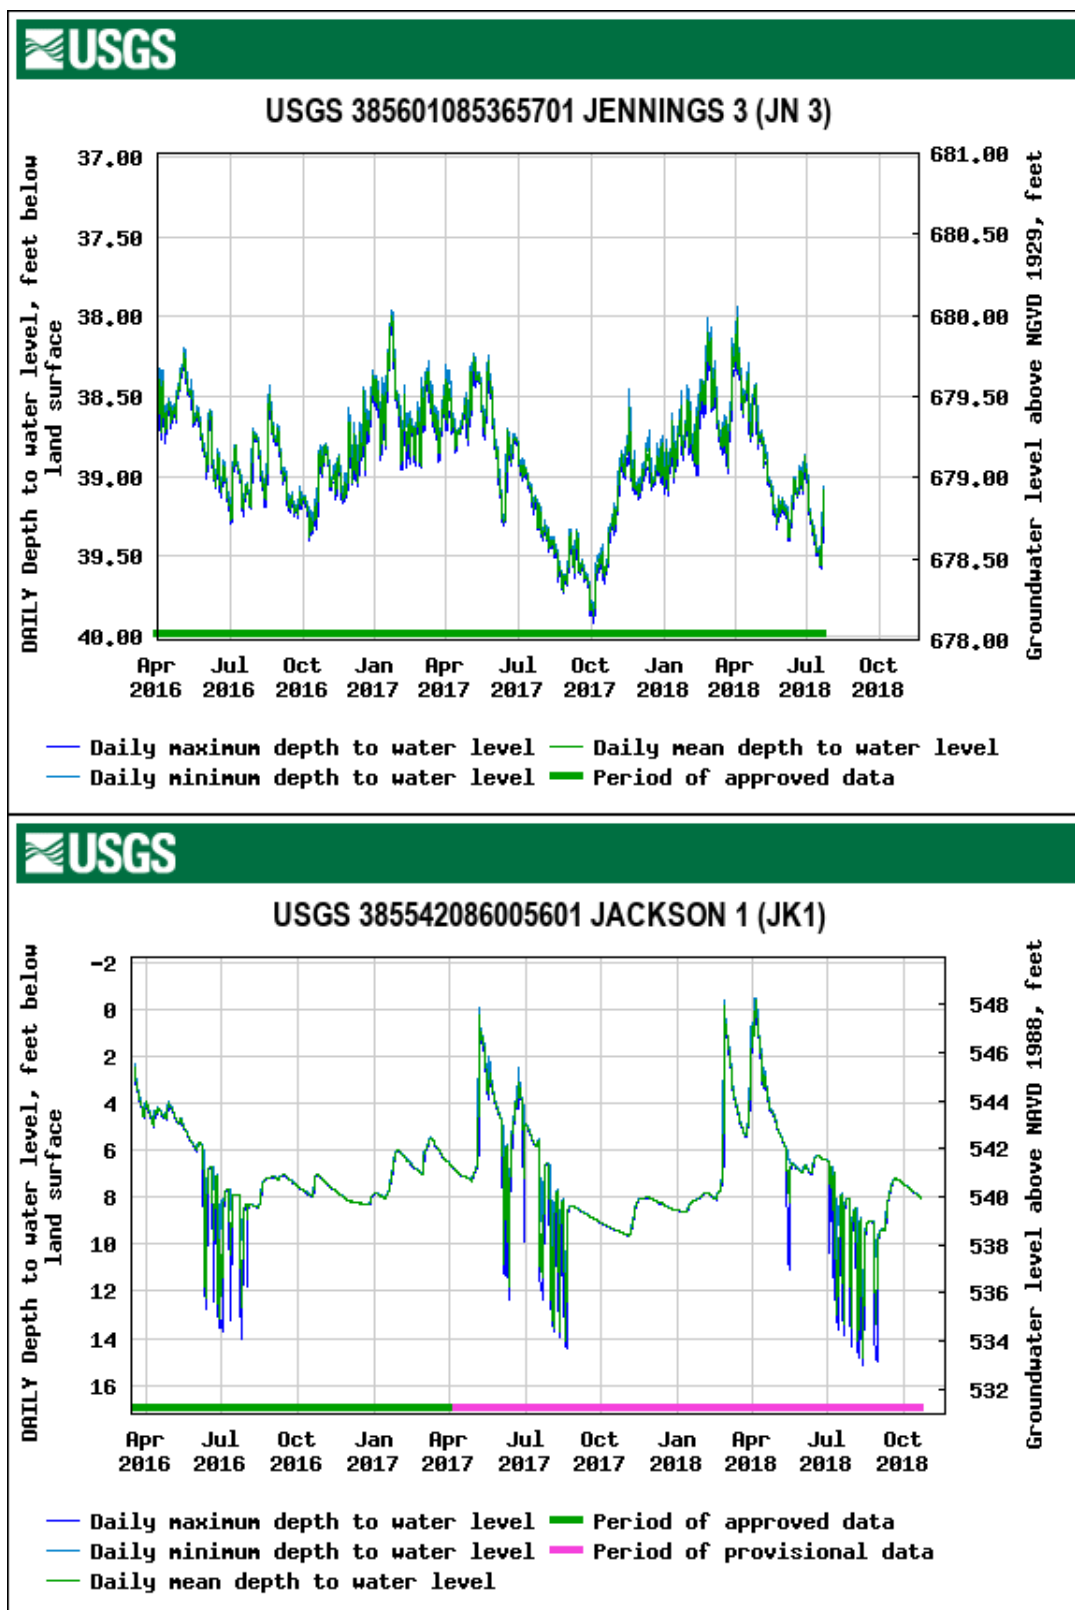 USGS
USGS 385601085365701 JENNINGS 3 (JN 3)
DAILY Depth to water level, feet below
land surface
37.00
37.50
38.00
38.50
39.00
39.50
40.00
681.00
680.50
680.00
679.50
679.00
678.50
678.00
Groundwater level above NGVD 1929, feet
Apr Jul Oct Jan Apr Jul Oct Jan Apr Jul Oct
2016 2016 2016 2017 2017 2017 2017 2018 2018 2018 2018
Daily maximum depth to water level Daily mean depth to water level
Daily minimum depth to water level Period of approved data
USGS
USGS 385542086005601 JACKSON 1 (JK1)
DAILY Depth to water level, feet below
land surface
-2
0
2
4
6
8
10
12
14
16
548
546
544
542
540
538
536
534
532
Groundwater level above NAVD 1988, feet
Apr Jul Oct Jan Apr Jul Oct Jan Apr Jul Oct
2016 2016 2016 2017 2017 2017 2017 2018 2018 2018 2018
Daily maximum depth to water level Period of approved data
Daily minimum depth to water level Period of provisional data
Daily mean depth to water level